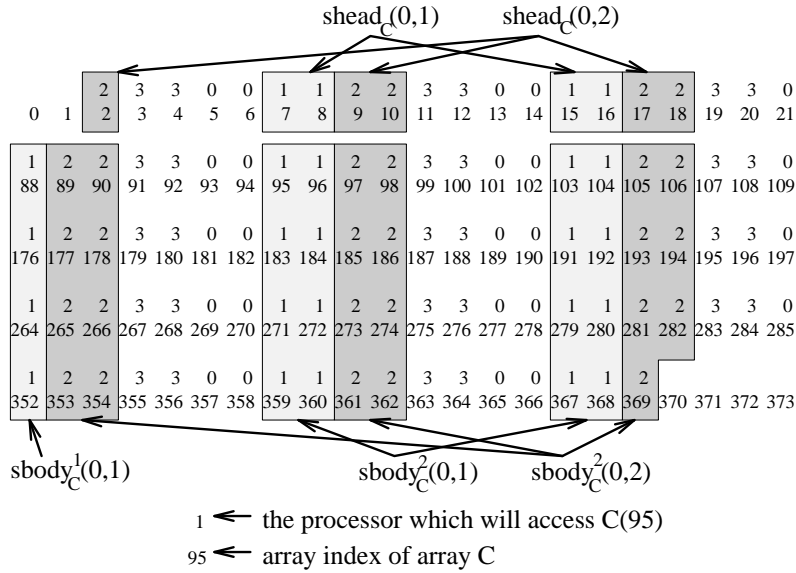 shead_C(0,1) shead_C(0,2)
2 3 3 0 0 1 1 2 2 3 3 0 0 1 1 2 2 3 3 0
0 1 2 3 4 5 6 7 8 9 10 11 12 13 14 15 16 17 18 19 20 21
1 2 2 3 3 0 0 1 1 2 2 3 3 0 0 1 1 2 2 3 3 0
88 89 90 91 92 93 94 95 96 97 98 99 100 101 102 103 104 105 106 107 108 109
1 2 2 3 3 0 0 1 1 2 2 3 3 0 0 1 1 2 2 3 3 0
176 177 178 179 180 181 182 183 184 185 186 187 188 189 190 191 192 193 194 195 196 197
1 2 2 3 3 0 0 1 1 2 2 3 3 0 0 1 1 2 2 3 3 0
264 265 266 267 268 269 270 271 272 273 274 275 276 277 278 279 280 281 282 283 284 285
1 2 2 3 3 0 0 1 1 2 2 3 3 0 0 1 1 2
352 353 354 355 356 357 358 359 360 361 362 363 364 365 366 367 368 369 370 371 372 373
sbody_C^1(0,1) sbody_C^2(0,1) sbody_C^2(0,2)
1 the processor which will access C(95)
95 array index of array C